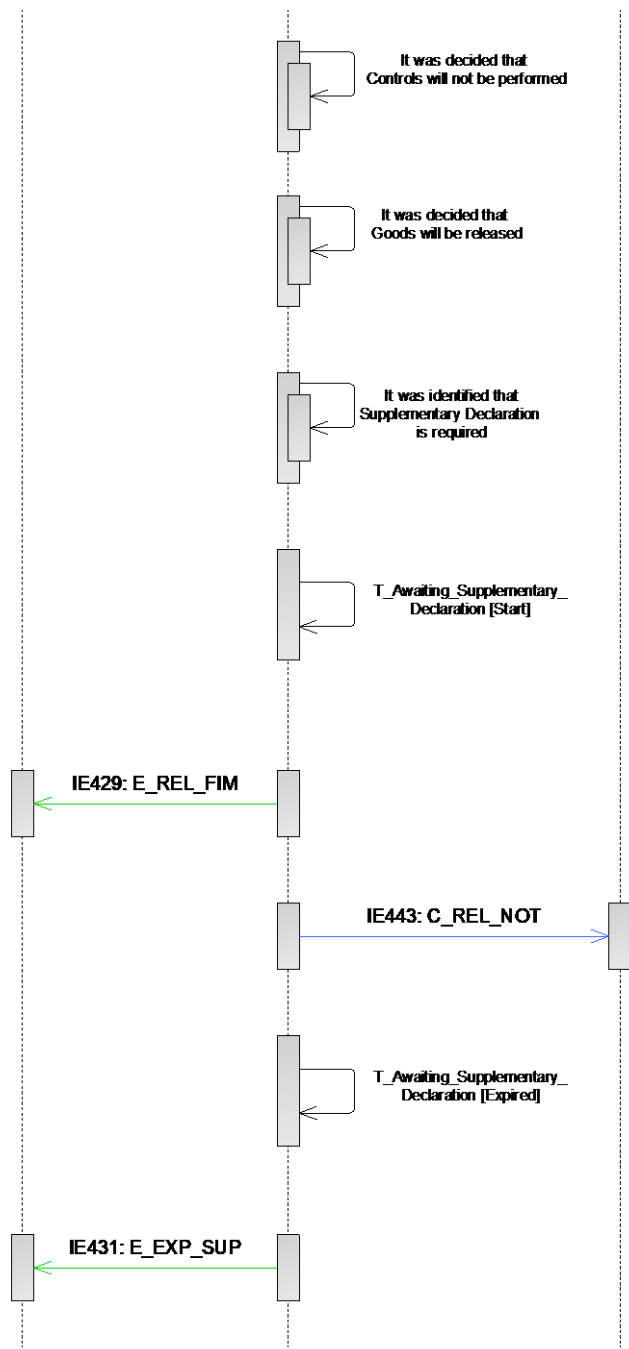 It was decided that
Controls will not be performed
It was decided that
Goods will be released
It was identified that
Supplementary Declaration
is required
T_Awaiting_Supplementary_
Declaration [Start]
IE429: E_REL_FIM
IE443: C_REL_NOT
T_Awaiting_Supplementary_
Declaration [Expired]
IE431: E_EXP_SUP